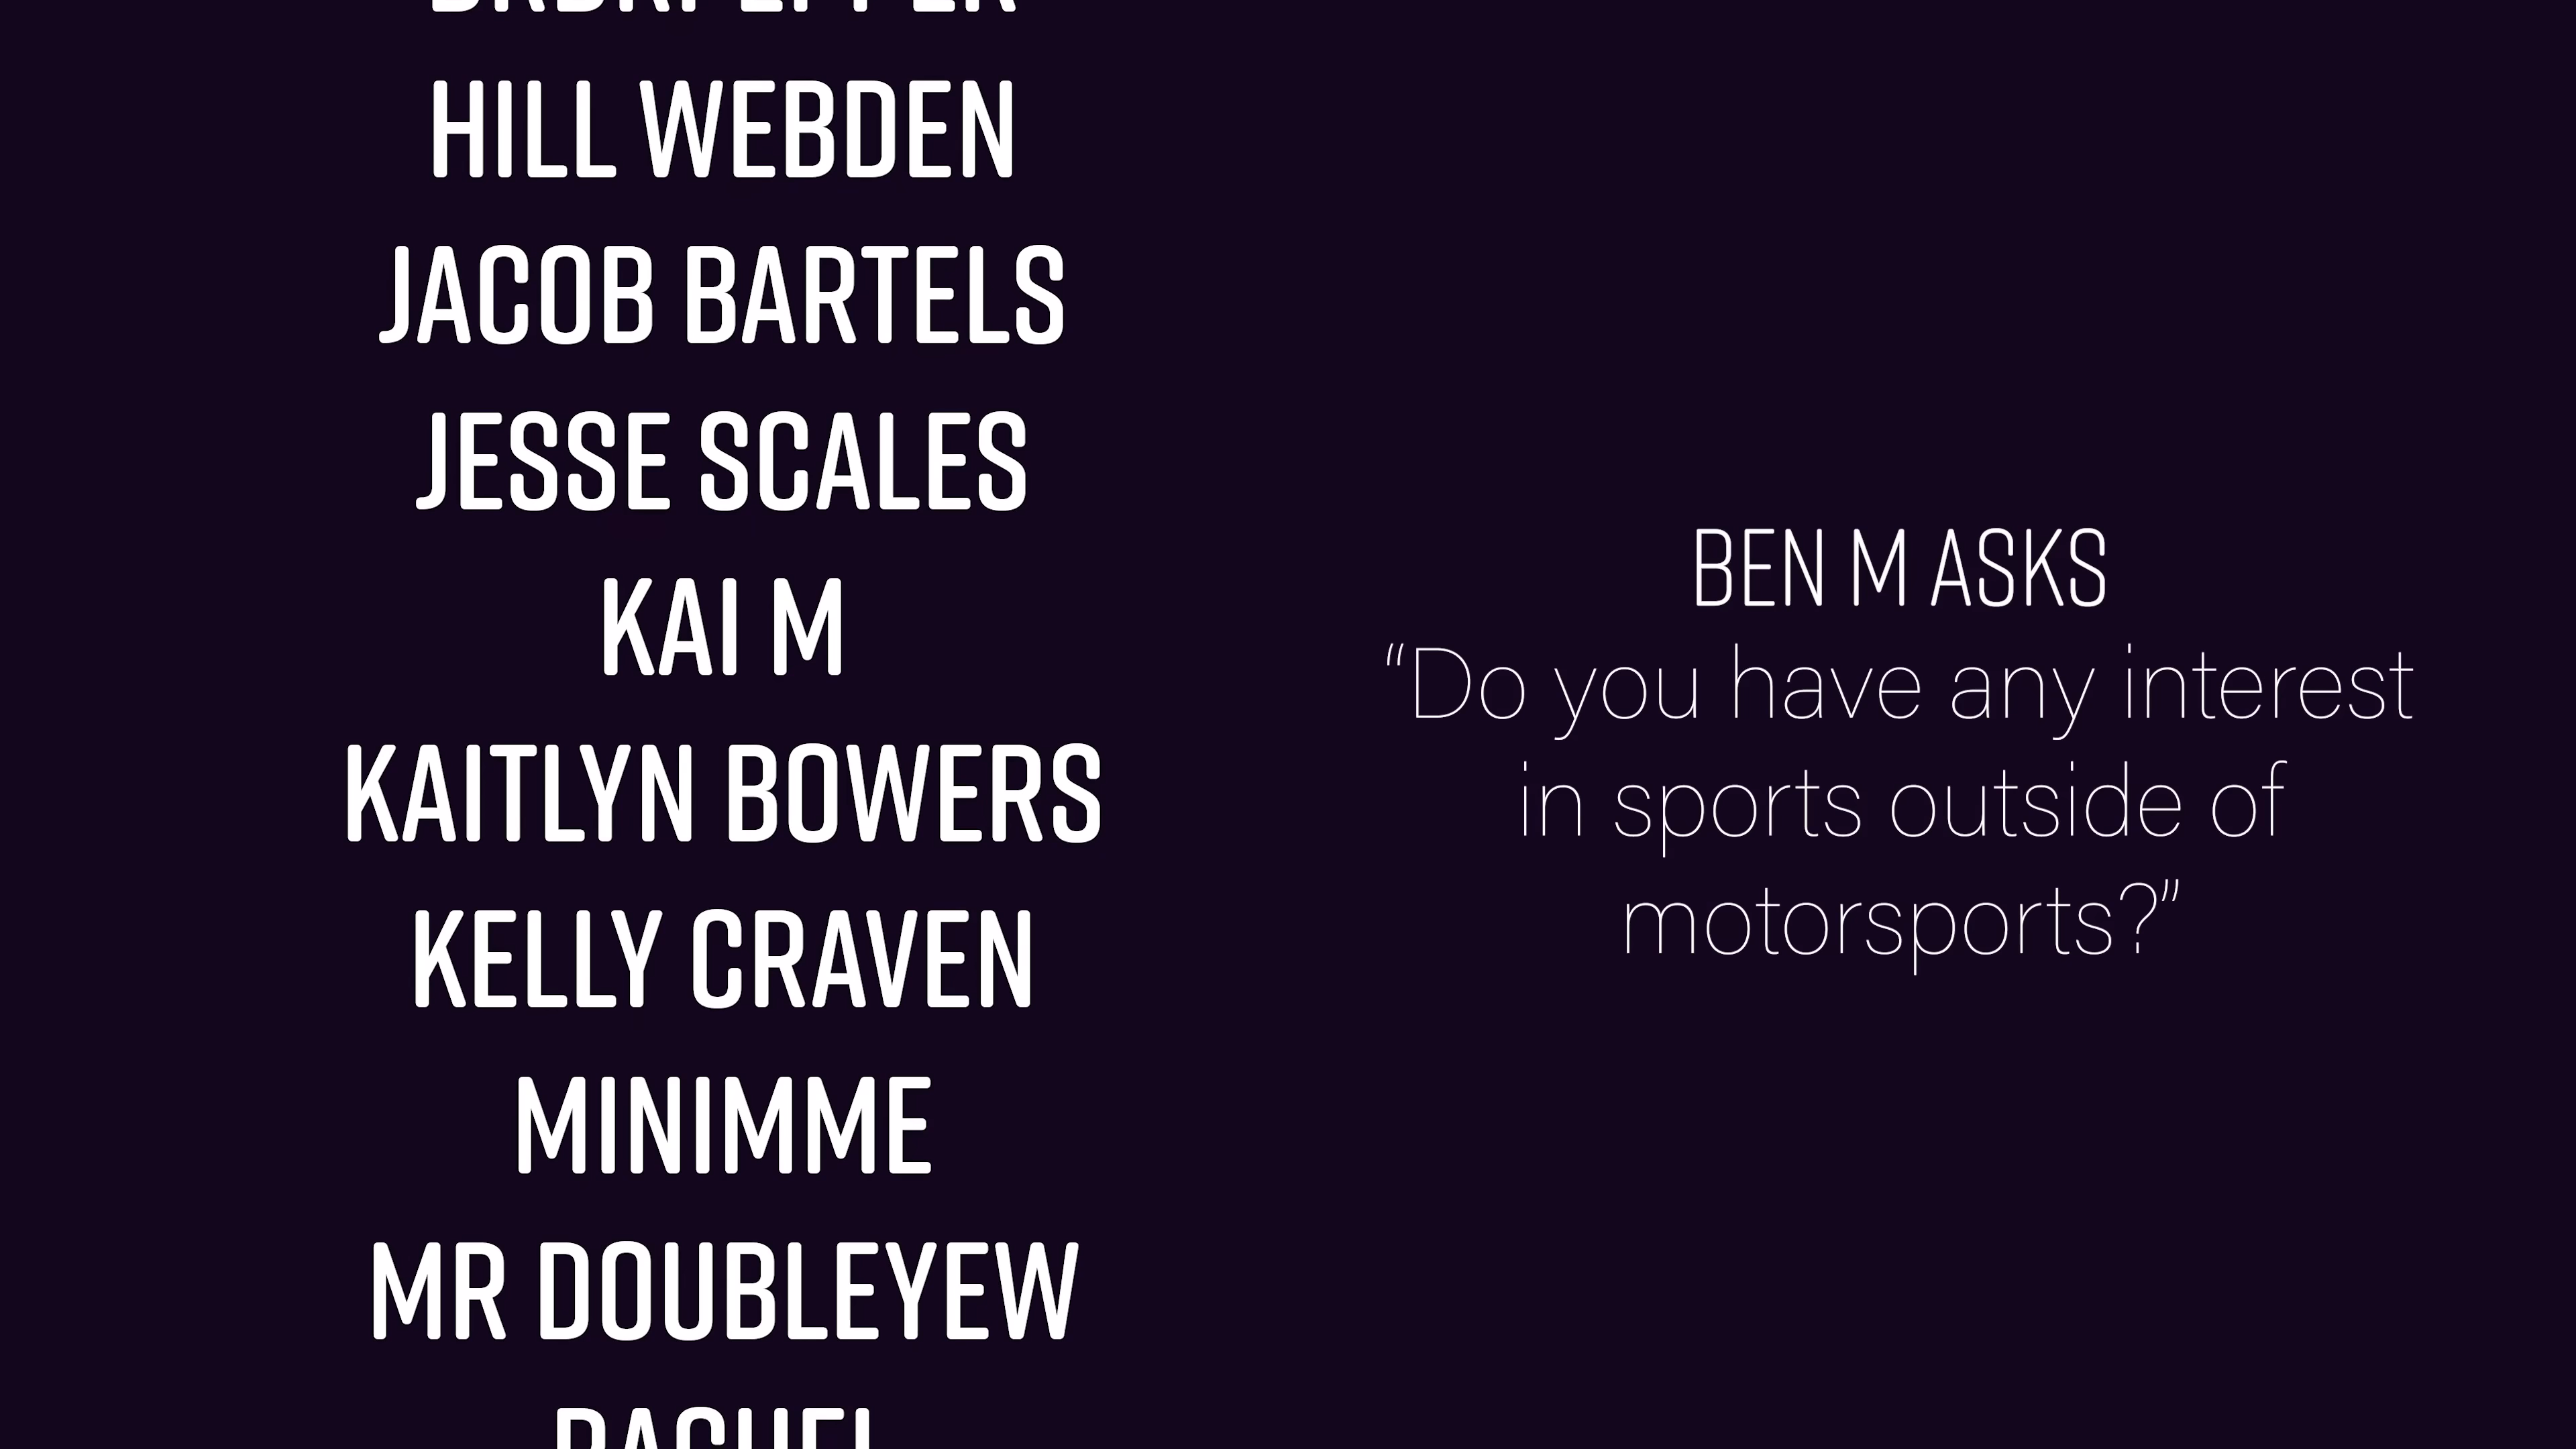 HILL WEBDEN
JACOB BARTELS
JESSE SCALES
KAI M
KAITLYN BOWERS
KELLY CRAVEN
MINIMME
MR DOUBLEYEW
RACHEL
BEN M ASKS
“Do you have any interest
in sports outside of
motorsports?”